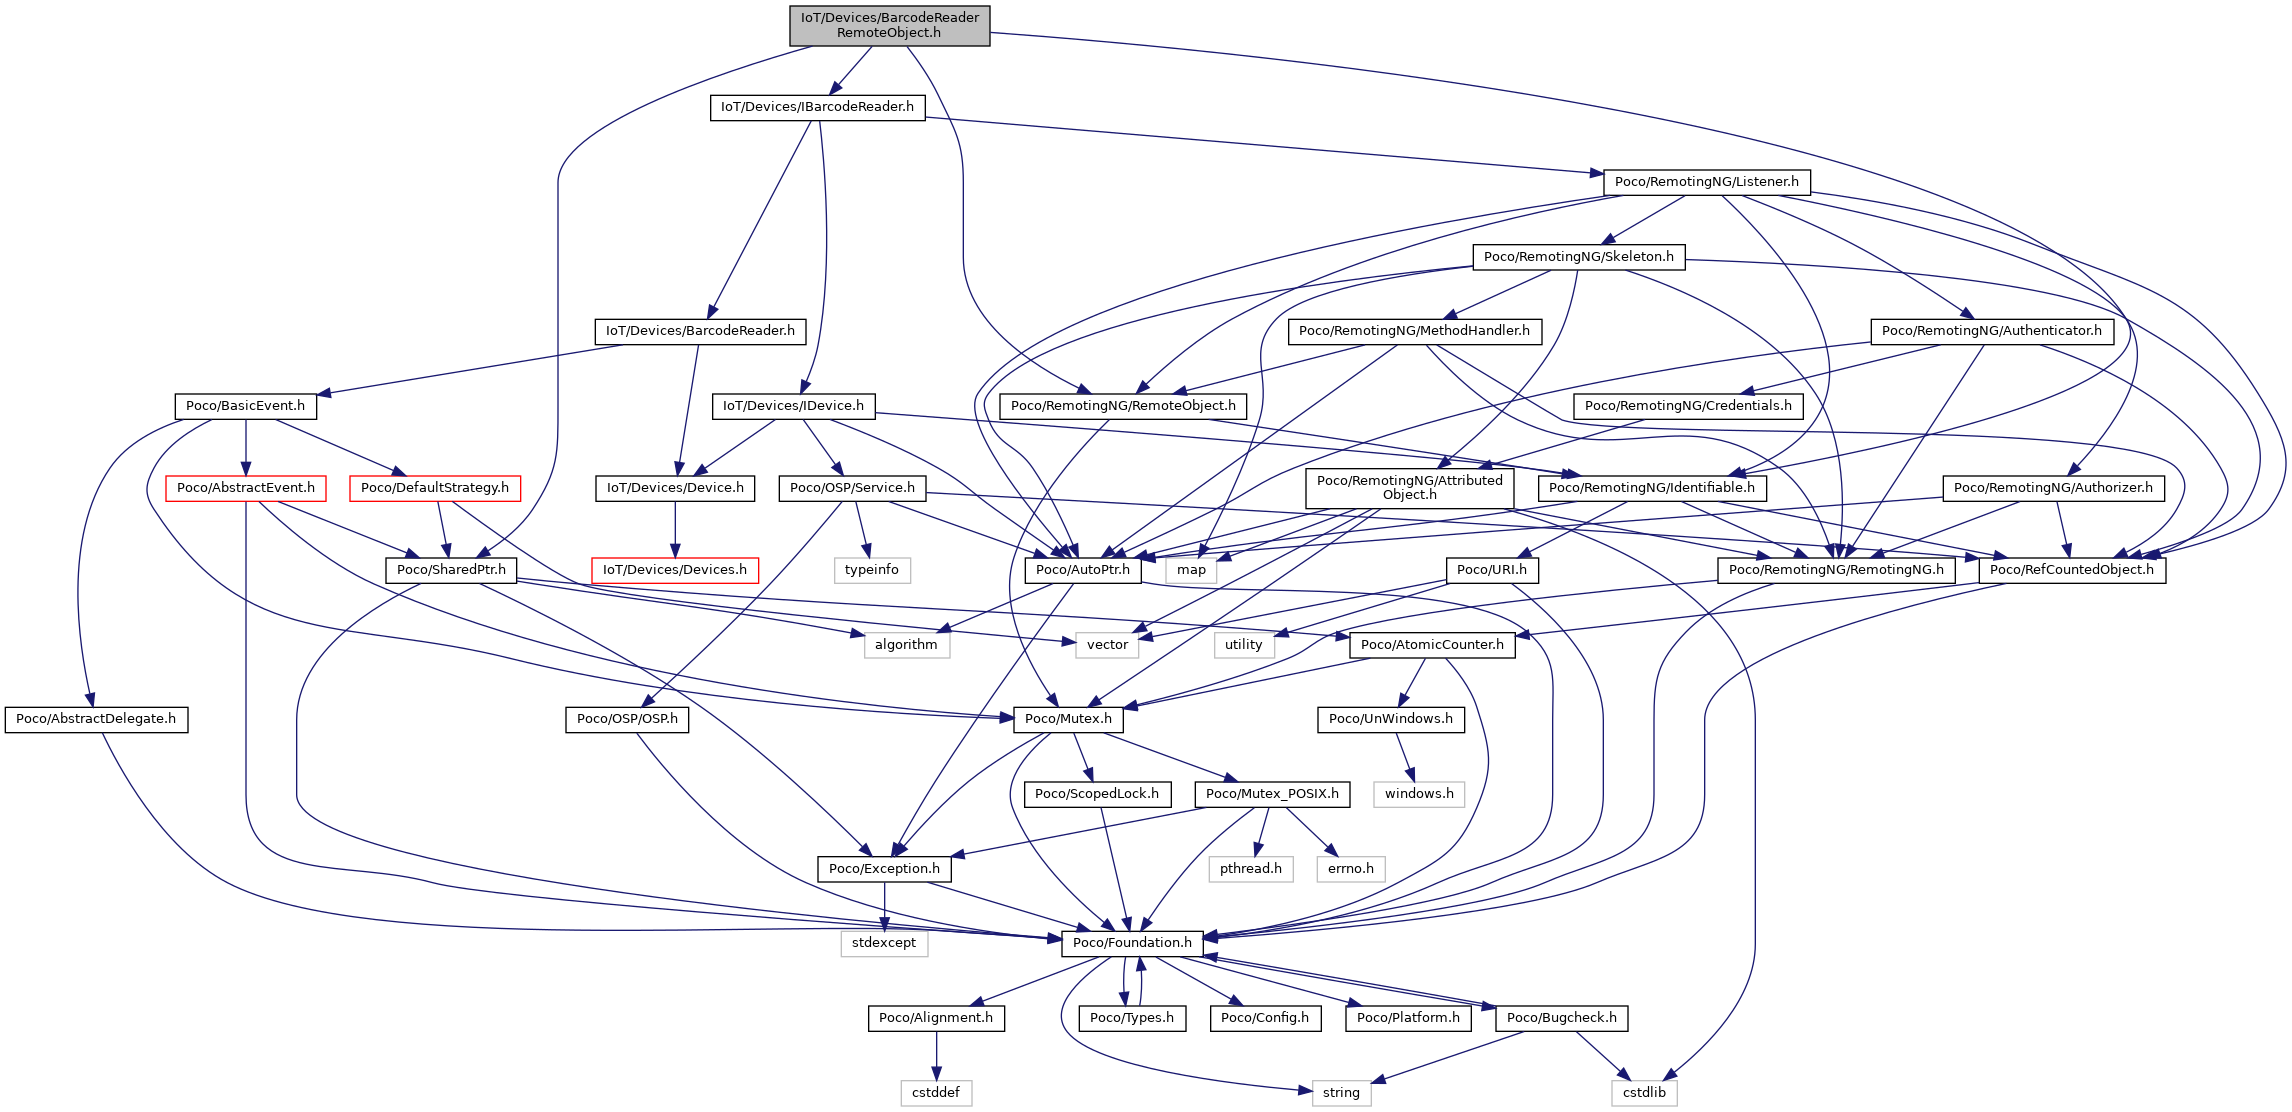 IoT/Devices/BarcodeReader
RemoteObject.h
IoT/Devices/IBarcodeReader.h
Poco/RemotingNG/Listener.h
Poco/RemotingNG/Skeleton.h
IoT/Devices/BarcodeReader.h
Poco/RemotingNG/MethodHandler.h
Poco/RemotingNG/Authenticator.h
Poco/BasicEvent.h
IoT/Devices/IDevice.h
Poco/RemotingNG/RemoteObject.h
Poco/RemotingNG/Credentials.h
Poco/AbstractEvent.h
Poco/DefaultStrategy.h
IoT/Devices/Device.h
Poco/OSP/Service.h
Poco/RemotingNG/Attributed
Object.h
Poco/RemotingNG/Identifiable.h
Poco/RemotingNG/Authorizer.h
Poco/SharedPtr.h
IoT/Devices/Devices.h
typeinfo
Poco/AutoPtr.h
map
Poco/URI.h
Poco/RemotingNG/RemotingNG.h
Poco/RefCountedObject.h
algorithm
vector
utility
Poco/AtomicCounter.h
Poco/AbstractDelegate.h
Poco/OSP/OSP.h
Poco/Mutex.h
Poco/UnWindows.h
Poco/ScopedLock.h
Poco/Mutex_POSIX.h
windows.h
Poco/Exception.h
pthread.h
errno.h
stdexcept
Poco/Foundation.h
Poco/Alignment.h
Poco/Types.h
Poco/Config.h
Poco/Platform.h
Poco/Bugcheck.h
cstddef
string
cstdlib